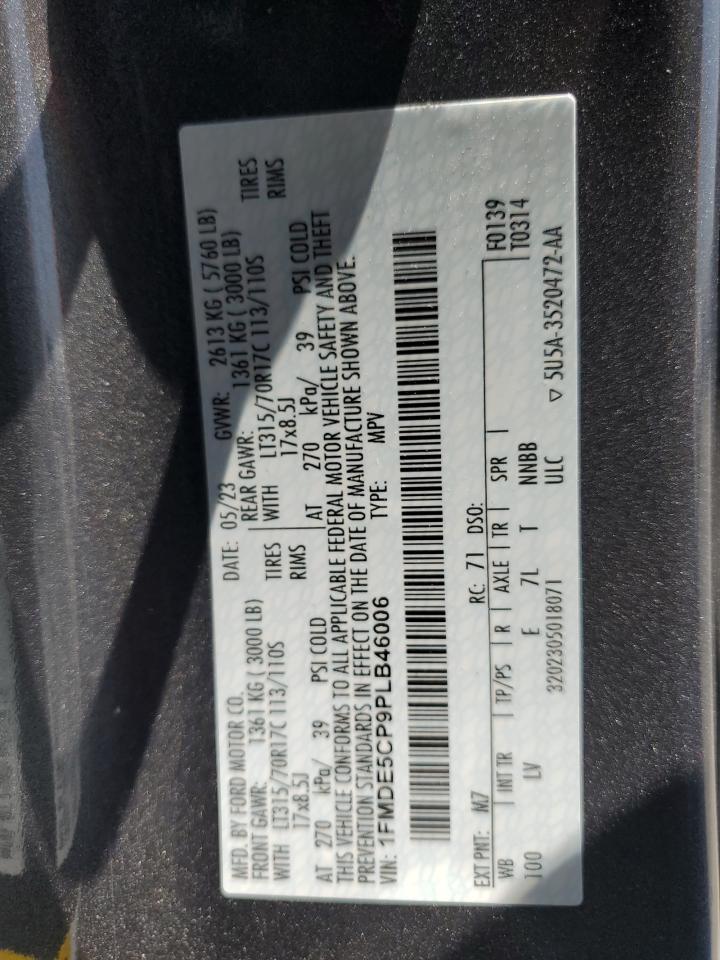 MFD. BY FORD MOTOR CO. DATE: 05/23 GVWR: 2613 KG ( 5760 LB)
FRONT GAWR: 1361 KG ( 3000 LB) REAR GAWR: 1361 KG ( 3000 LB)
WITH LT315/70R17C 113/110S TIRES WITH LT315/70R17C 113/110S TIRES
17x8.5J RIMS 17x8.5J RIMS
AT 270 kPa/ 39 PSI COLD AT 270 kPa/ 39 PSI COLD
THIS VEHICLE CONFORMS TO ALL APPLICABLE FEDERAL MOTOR VEHICLE SAFETY AND THEFT
PREVENTION STANDARDS IN EFFECT ON THE DATE OF MANUFACTURE SHOWN ABOVE.
VIN: 1FMDE5CP9PLB46006 TYPE: MPV
EXT PNT: M7 RC: 71 DSO: F0139
WB INT TR TP/PS R AXLE TR SPR T0314
100 LV E 7L T NNBB
3202305018071 ULC ▽ 5U5A-3520472-AA